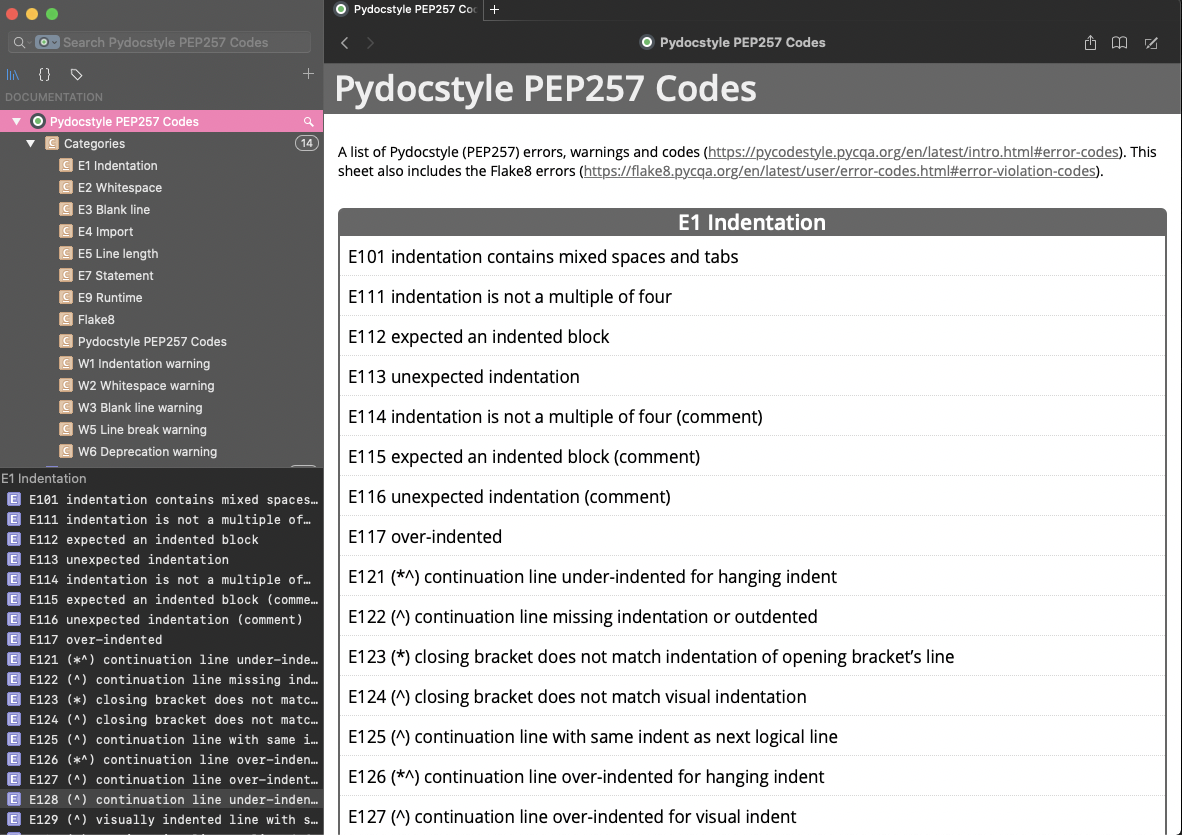 Pydocstyle PEP257 Co
Search Pydocstyle PEP257 Codes
Pydocstyle PEP257 Codes
DOCUMENTATION
Pydocstyle PEP257 Codes
Categories
14
E1 Indentation
E2 Whitespace
E3 Blank line
E4 Import
E5 Line length
E7 Statement
E9 Runtime
Flake8
Pydocstyle PEP257 Codes
W1 Indentation warning
W2 Whitespace warning
W3 Blank line warning
W5 Line break warning
W6 Deprecation warning
E1 Indentation
E101 indentation contains mixed spaces…
E111 indentation is not a multiple of…
E112 expected an indented block
E113 unexpected indentation
E114 indentation is not a multiple of…
E115 expected an indented block (comme…
E116 unexpected indentation (comment)
E117 over-indented
E121 (*^) continuation line under-inde…
E122 (^) continuation line missing ind…
E123 (*) closing bracket does not matc…
E124 (^) closing bracket does not matc…
E125 (^) continuation line with same i…
E126 (*^) continuation line over-inden…
E127 (^) continuation line over-indent…
E128 (^) continuation line under-inden…
E129 (^) visually indented line with s…
Pydocstyle PEP257 Codes
A list of Pydocstyle (PEP257) errors, warnings and codes (https://pycodestyle.pycqa.org/en/latest/intro.html#error-codes). This
sheet also includes the Flake8 errors (https://flake8.pycqa.org/en/latest/user/error-codes.html#error-violation-codes).
E1 Indentation
E101 indentation contains mixed spaces and tabs
E111 indentation is not a multiple of four
E112 expected an indented block
E113 unexpected indentation
E114 indentation is not a multiple of four (comment)
E115 expected an indented block (comment)
E116 unexpected indentation (comment)
E117 over-indented
E121 (*^) continuation line under-indented for hanging indent
E122 (^) continuation line missing indentation or outdented
E123 (*) closing bracket does not match indentation of opening bracket’s line
E124 (^) closing bracket does not match visual indentation
E125 (^) continuation line with same indent as next logical line
E126 (*^) continuation line over-indented for hanging indent
E127 (^) continuation line over-indented for visual indent